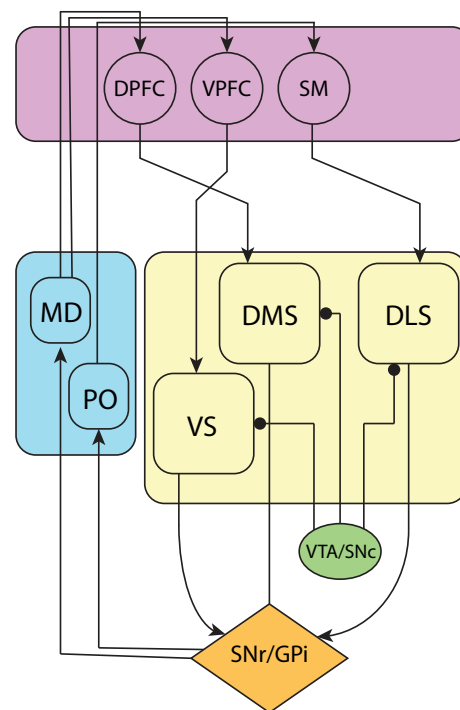 DPFC VPFC SM
MD
DMS DLS
PO
VS
VTA/SNc
SNr/GPi